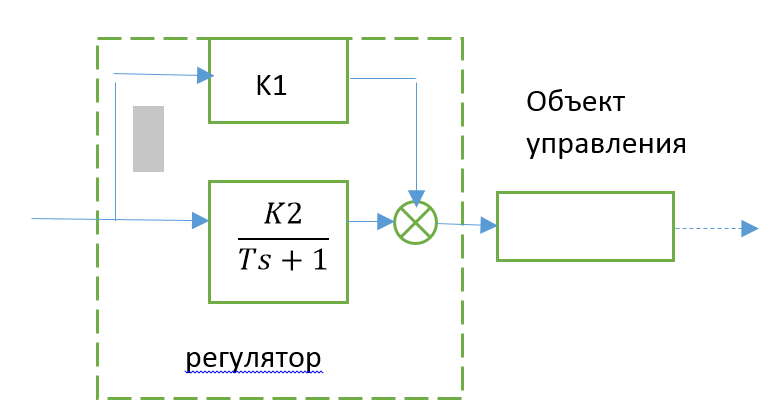 K1
Объект
управления
K2
Ts + 1
регулятор